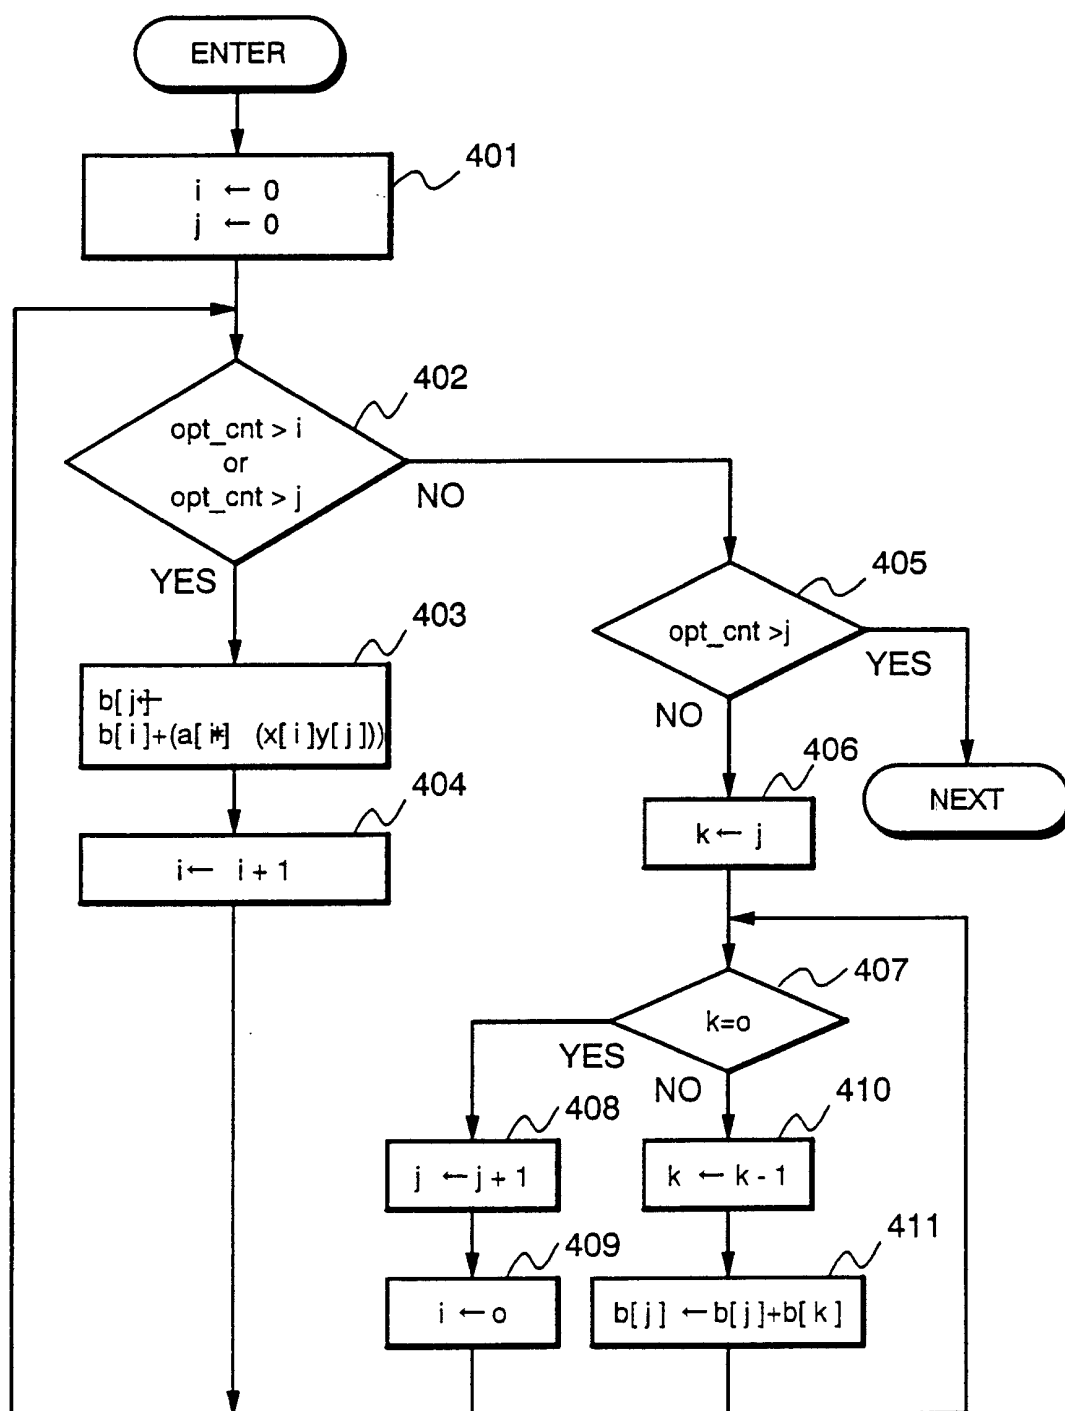 ENTER
401
i ← 0
j ← 0
402
opt_cnt > i
or
opt_cnt > j
NO
YES
403
b[ j] ←
b[ i ]+(a[ i] * (x[ i ]y[ j ]))
404
i ← i + 1
405
opt_cnt >j
YES
NO
NEXT
406
k ← j
407
k=o
YES
NO
408
j ← j + 1
409
i ← o
410
k ← k - 1
411
b[ j ] ← b[ j ]+b[ k ]